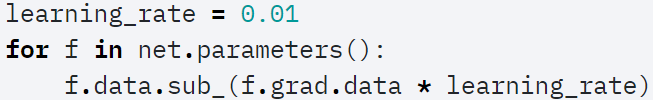 learning_rate = 0.01
for f in net.parameters():
    f.data.sub_(f.grad.data * learning_rate)